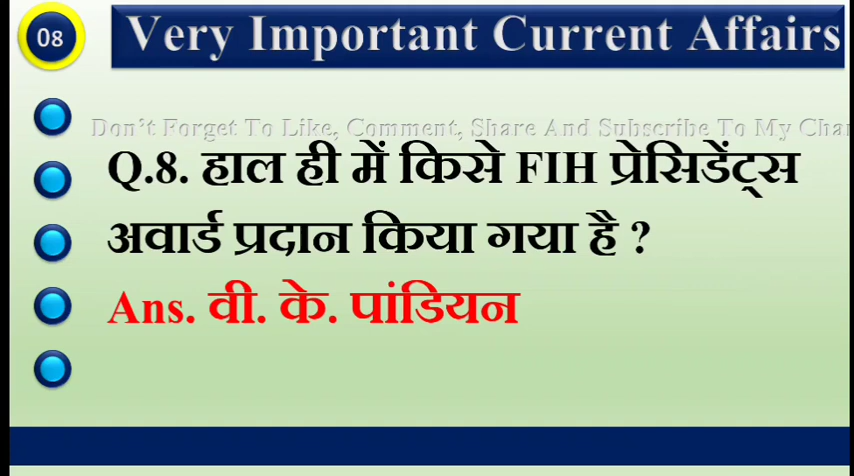 08
Very Important Current Affairs
Don't Forget To Like, Comment, Share And Subscribe To My
Q.8. हाल ही में किसे FIH प्रेसिडेंट्स
अवार्ड प्रदान किया गया है ?
Ans. वी. के. पांडियन